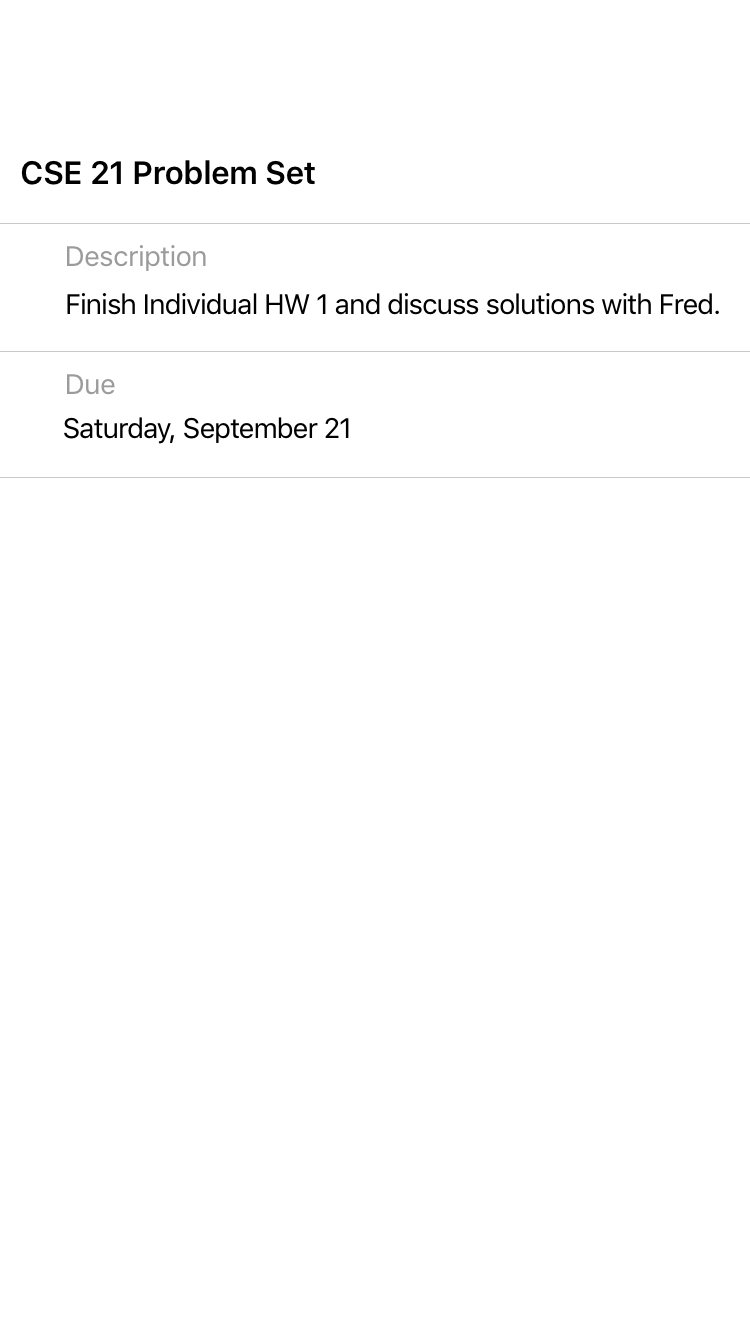 CSE 21 Problem Set
Description
Finish Individual HW 1 and discuss solutions with Fred.
Due
Saturday, September 21